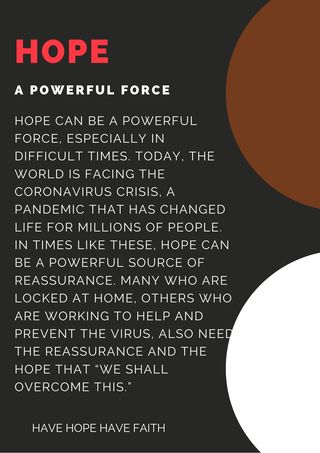 HOPE
A POWERFUL FORCE
HOPE CAN BE A POWERFUL
FORCE, ESPECIALLY IN
DIFFICULT TIMES. TODAY, THE
WORLD IS FACING THE
CORONAVIRUS CRISIS, A
PANDEMIC THAT HAS CHANGED
LIFE FOR MILLIONS OF PEOPLE.
IN TIMES LIKE THESE, HOPE CAN
BE A POWERFUL SOURCE OF
REASSURANCE. MANY WHO ARE
LOCKED AT HOME, OTHERS WHO
ARE WORKING TO HELP AND
PREVENT THE VIRUS, ALSO NEED
THE REASSURANCE AND THE
HOPE THAT “WE SHALL
OVERCOME THIS.”
HAVE HOPE HAVE FAITH